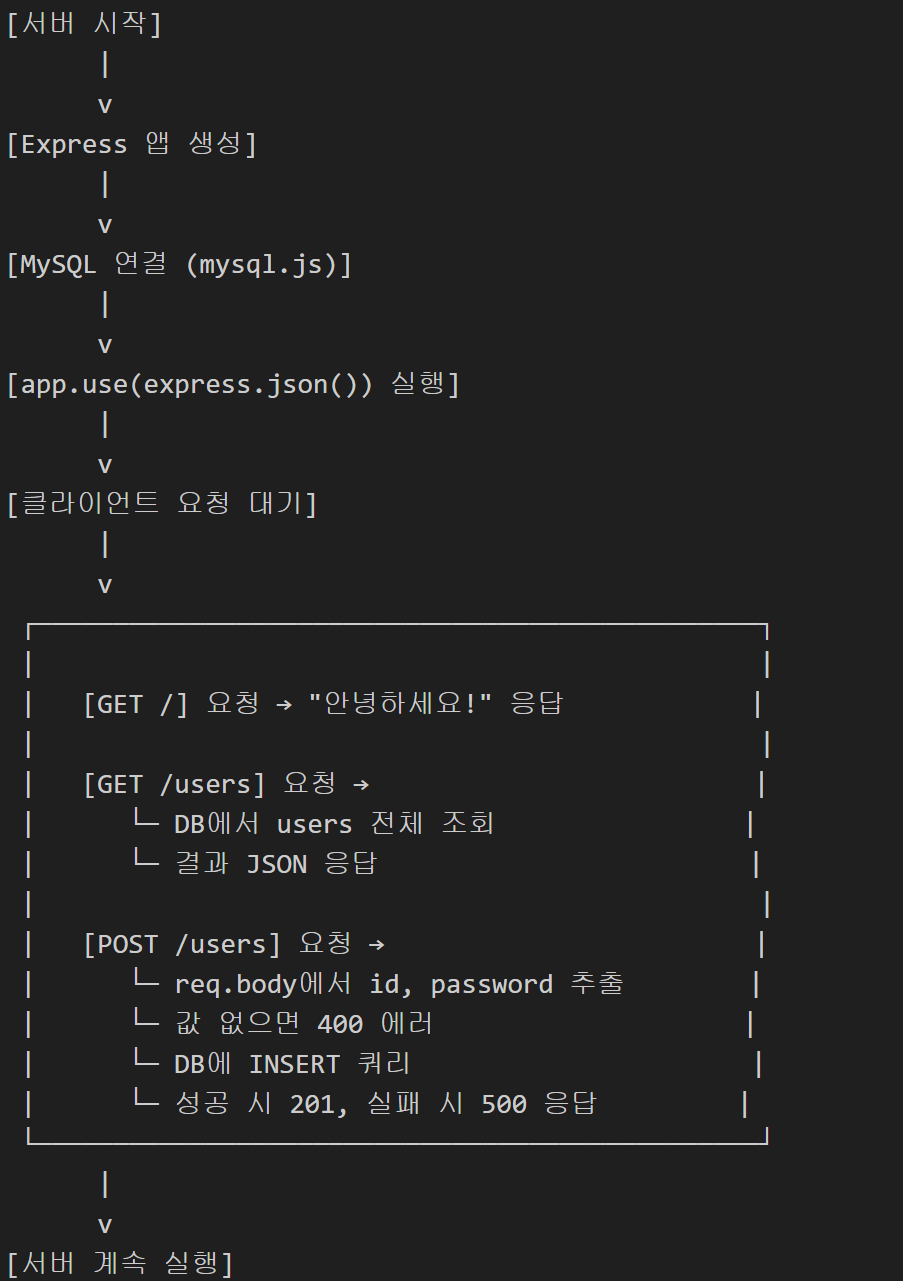 [서버 시작]
|
v
[Express 앱 생성]
|
v
[MySQL 연결 (mysql.js)]
|
v
[app.use(express.json()) 실행]
|
v
[클라이언트 요청 대기]
|
v
┌───────────────────────────────────────────────┐
│ │
│ [GET /] 요청 → "안녕하세요!" 응답 │
│ │
│ [GET /users] 요청 → │
│ └─ DB에서 users 전체 조회 │
│ └─ 결과 JSON 응답 │
│ │
│ [POST /users] 요청 → │
│ └─ req.body에서 id, password 추출 │
│ └─ 값 없으면 400 에러 │
│ └─ DB에 INSERT 쿼리 │
│ └─ 성공 시 201, 실패 시 500 응답 │
└───────────────────────────────────────────────┘
|
v
[서버 계속 실행]